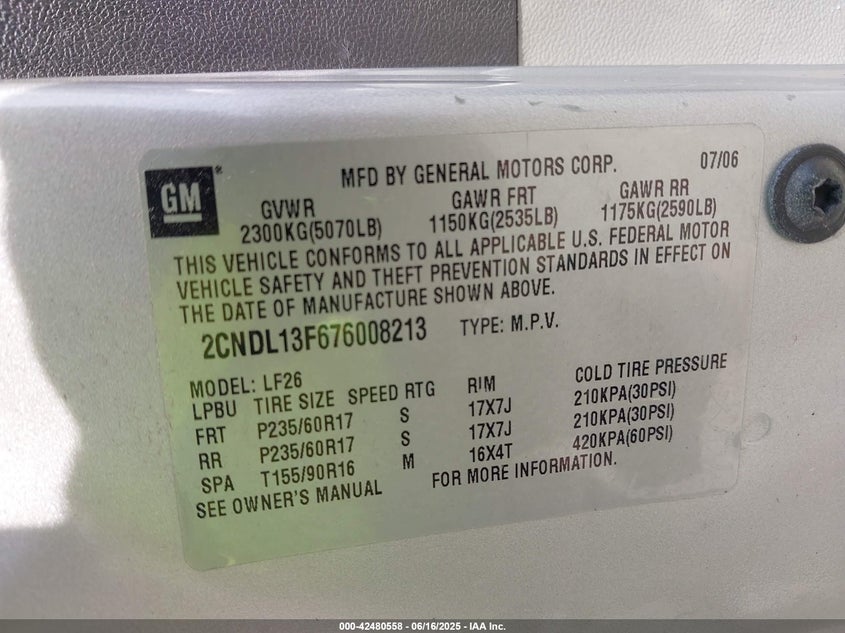 GM
MFD BY GENERAL MOTORS CORP. 07/06
GVWR GAWR FRT GAWR RR
2300KG(5070LB) 1150KG(2535LB) 1175KG(2590LB)
THIS VEHICLE CONFORMS TO ALL APPLICABLE U.S. FEDERAL MOTOR
VEHICLE SAFETY AND THEFT PREVENTION STANDARDS IN EFFECT ON
THE DATE OF MANUFACTURE SHOWN ABOVE.
2CNDL13F676008213 TYPE: M.P.V.
MODEL: LF26
LPBU TIRE SIZE SPEED RTG RIM COLD TIRE PRESSURE
FRT P235/60R17 S 17X7J 210KPA(30PSI)
RR P235/60R17 S 17X7J 210KPA(30PSI)
SPA T155/90R16 M 16X4T 420KPA(60PSI)
SEE OWNER'S MANUAL FOR MORE INFORMATION.
000-42480558 - 06/16/2025 - IAA Inc.